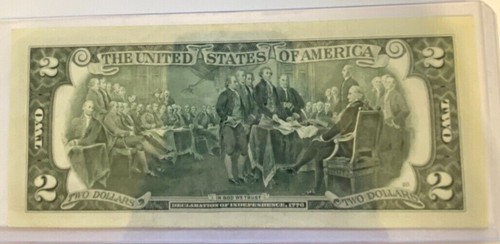 THE UNITED STATES OF AMERICA
2
2
TWO
TWO
2
2
TWO DOLLARS
TWO DOLLARS
IN GOD WE TRUST
DECLARATION OF INDEPENDENCE, 1776